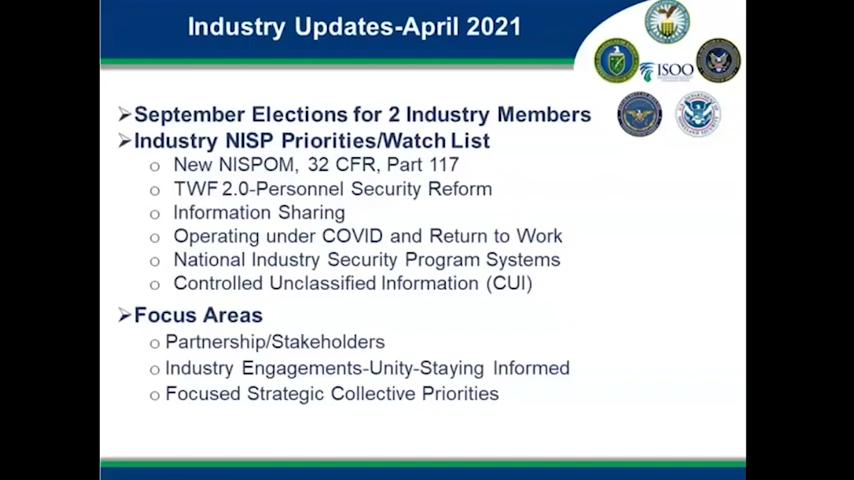 Industry Updates-April 2021
ISOO
September Elections for 2 Industry Members
Industry NISP Priorities/Watch List
New NISPOM, 32 CFR, Part 117
TWF 2.0-Personnel Security Reform
Information Sharing
Operating under COVID and Return to Work
National Industry Security Program Systems
Controlled Unclassified Information (CUI)
Focus Areas
Partnership/Stakeholders
Industry Engagements-Unity-Staying Informed
Focused Strategic Collective Priorities